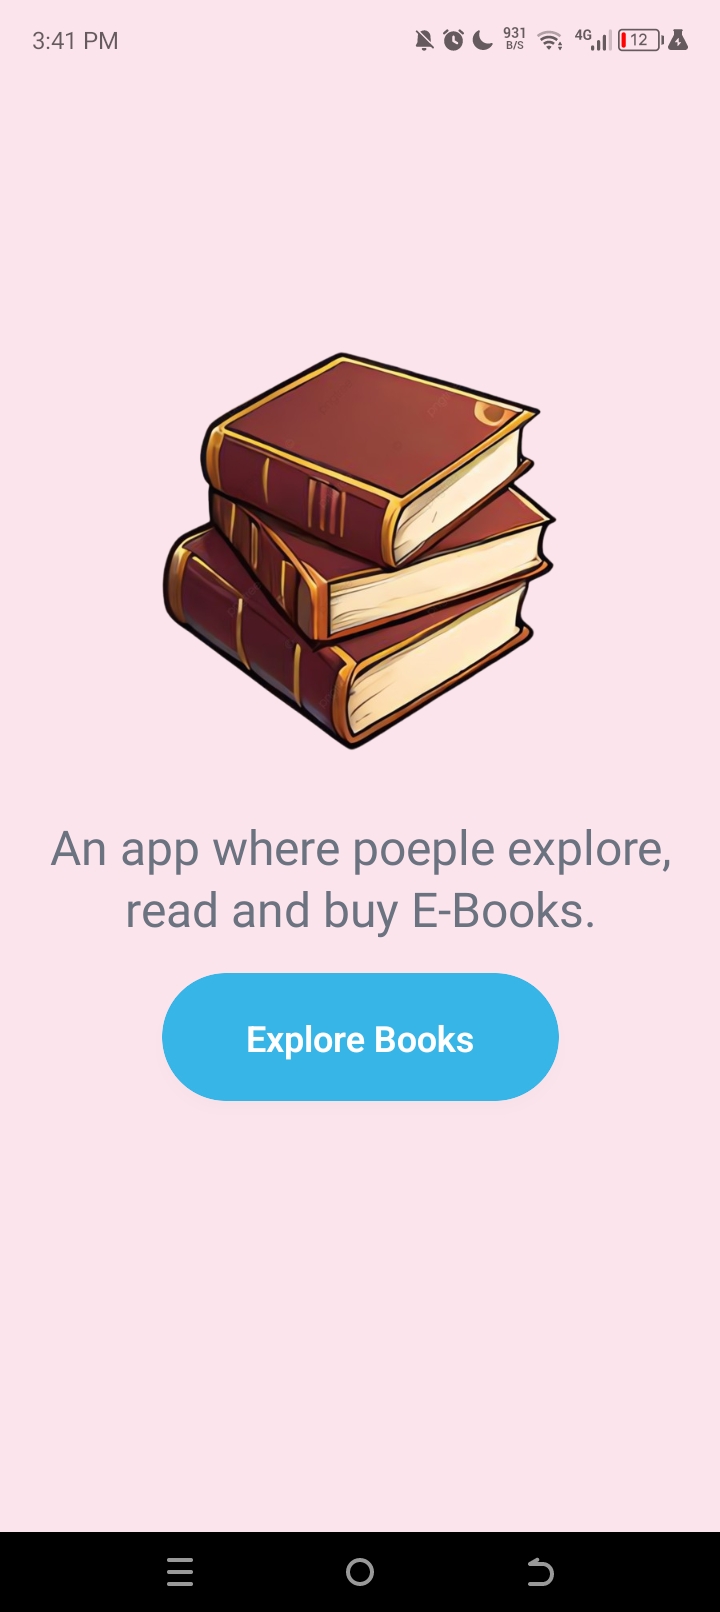 3:41 PM
931
B/S
4G
12
An app where poeple explore,
read and buy E-Books.
Explore Books